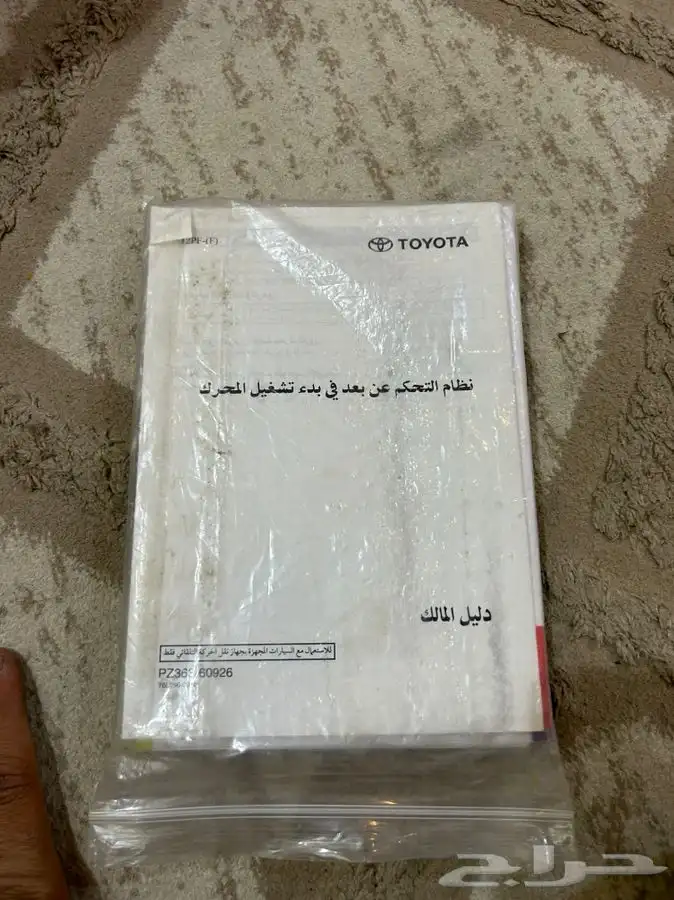 TOYOTA
نظام التحكم عن بعد في بدء تشغيل المحرك
دليل المالك
للاستعمال مع السيارات المجهزة بجهاز نقل الحركة التلقائي فقط
60926
حراج